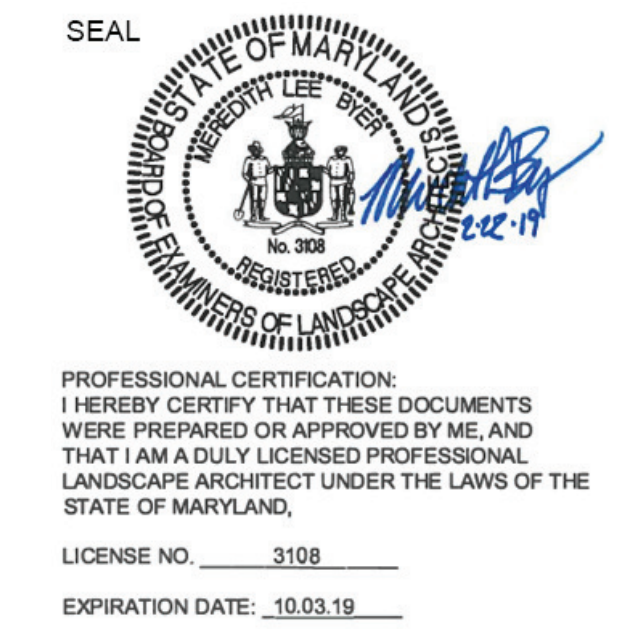 SEAL
STATE OF MARYLAND
BOARD OF EXAMINERS OF LANDSCAPE ARCHITECTS
MEREDITH LEE BYER
No. 3108
REGISTERED
2·22·19
PROFESSIONAL CERTIFICATION:
I HEREBY CERTIFY THAT THESE DOCUMENTS
WERE PREPARED OR APPROVED BY ME, AND
THAT I AM A DULY LICENSED PROFESSIONAL
LANDSCAPE ARCHITECT UNDER THE LAWS OF THE
STATE OF MARYLAND,
LICENSE NO. 3108
EXPIRATION DATE: 10.03.19